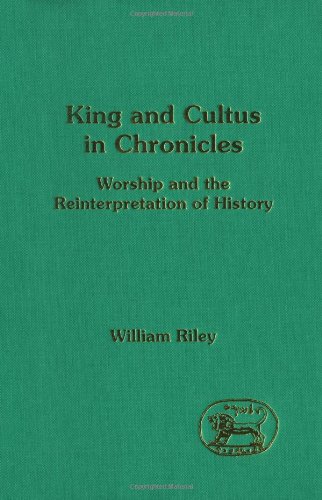 King and Cultus
in Chronicles
Worship and the
Reinterpretation of History
William Riley